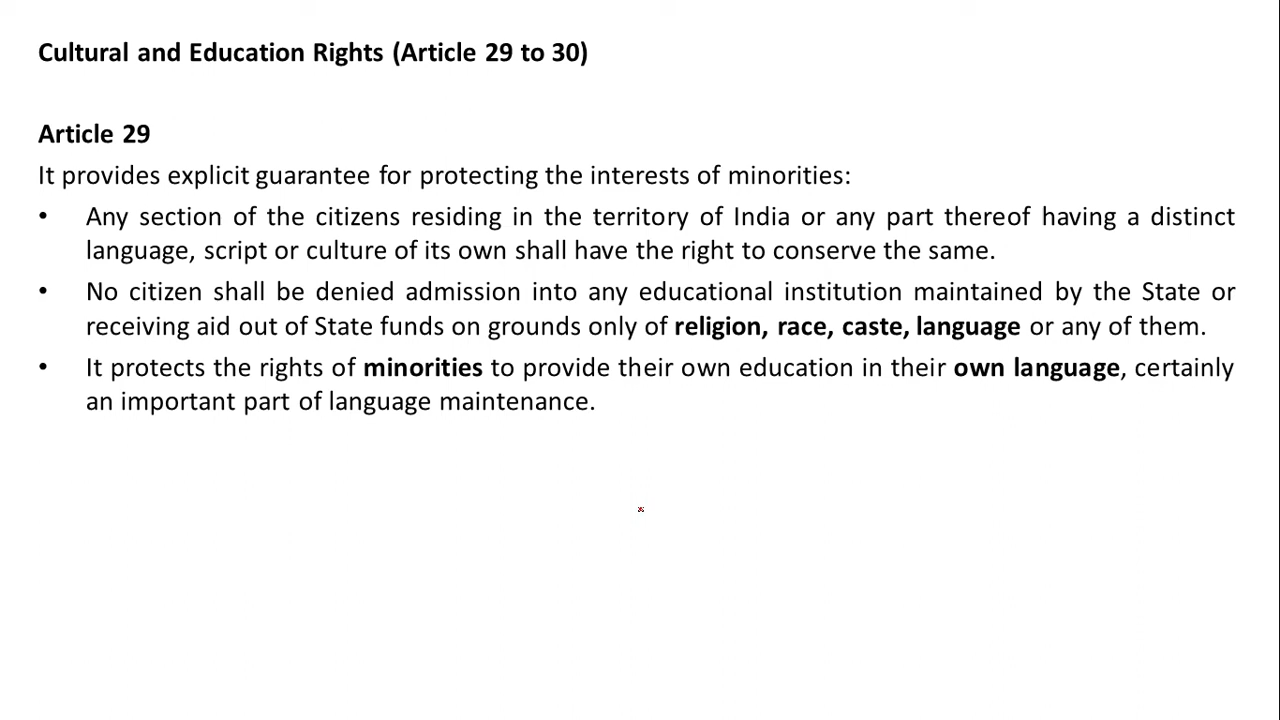 Cultural and Education Rights (Article 29 to 30)
Article 29
It provides explicit guarantee for protecting the interests of minorities:
• Any section of the citizens residing in the territory of India or any part thereof having a distinct
language, script or culture of its own shall have the right to conserve the same.
• No citizen shall be denied admission into any educational institution maintained by the State or
receiving aid out of State funds on grounds only of religion, race, caste, language or any of them.
• It protects the rights of minorities to provide their own education in their own language, certainly
an important part of language maintenance.